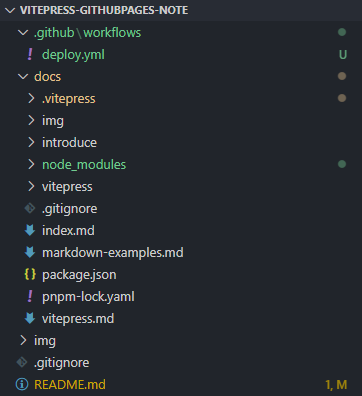 VITEPRESS-GITHUBPAGES-NOTE
.github\workflows
! deploy.yml U
docs
.vitepress
img
introduce
node_modules
vitepress
.gitignore
index.md
markdown-examples.md
{} package.json
! pnpm-lock.yaml
vitepress.md
img
.gitignore
README.md 1, M